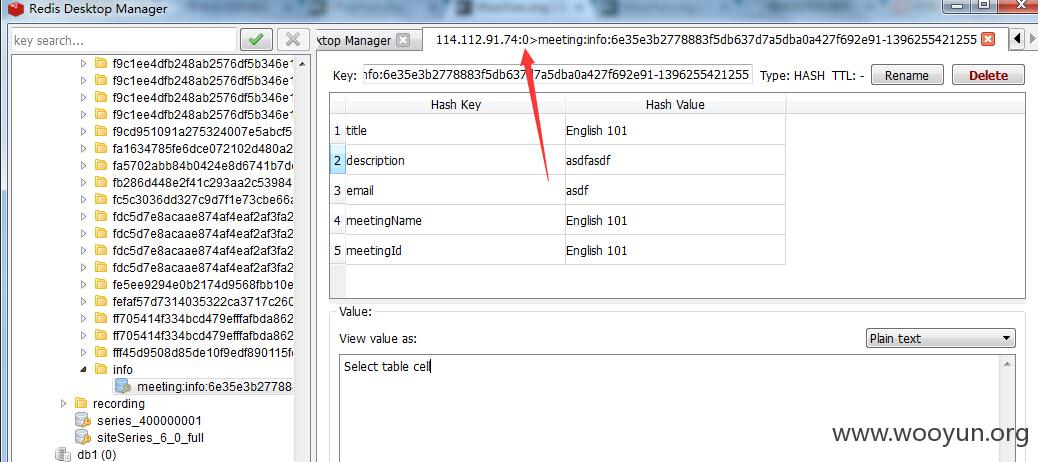 Redis Desktop Manager
key search...
ktop Manager
114.112.91.74:0>meeting:info:6e35e3b2778883f5db637d7a5dba0a427f692e91-1396255421255
Key: nfo:6e35e3b2778883f5db637d7a5dba0a427f692e91-1396255421255 Type: HASH TTL: - Rename Delete
Hash Key Hash Value
1 title English 101
2 description asdfasdf
3 email asdf
4 meetingName English 101
5 meetingId English 101
Value:
View value as: Plain text
Select table cell
f9c1ee4dfb248ab2576df5b346e1
f9c1ee4dfb248ab2576df5b346e1
f9c1ee4dfb248ab2576df5b346e1
f9c1ee4dfb248ab2576df5b346e1
f9cd951091a275324007e5abcf5
fa1634785fe6dce072102d480a2
fa5702abb84b0424e8d6741b7d
fb286d448e2f41c293aa2c53984
fc5c3036dd327c9d7f1e73cbe66
fdc5d7e8acaae874af4eaf2af3fa2
fdc5d7e8acaae874af4eaf2af3fa2
fdc5d7e8acaae874af4eaf2af3fa2
fdc5d7e8acaae874af4eaf2af3fa2
fe5ee9294e0b2174d9568fbb10e
fefaf57d7314035322ca3717c260
ff705414f334bcd479efffafbda862
ff705414f334bcd479efffafbda862
fff45d9508d85de10f9edf890115f
info
meeting:info:6e35e3b27788
recording
series_400000001
siteSeries_6_0_full
db1 (0)
www.wooyun.org